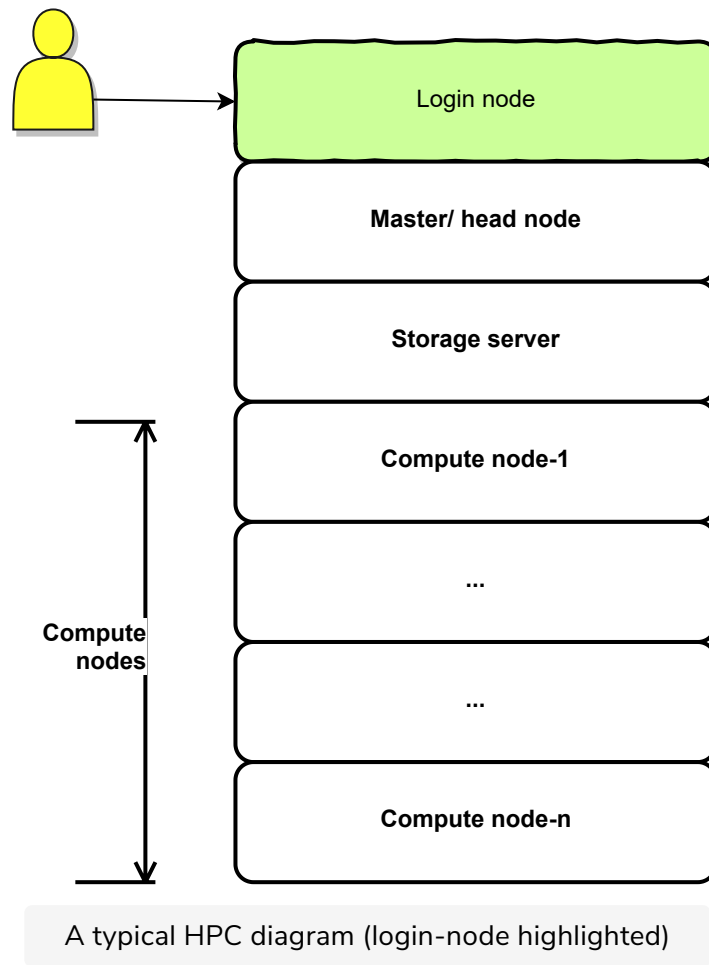 Login node
Master/ head node
Storage server
Compute node-1
...
Compute
nodes
...
Compute node-n
A typical HPC diagram (login-node highlighted)